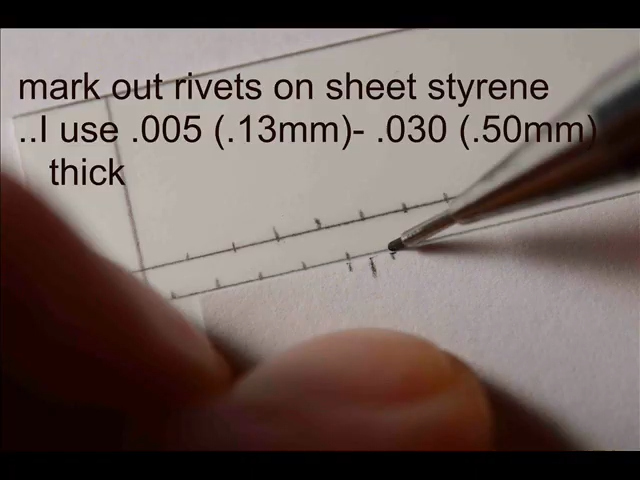 mark out rivets on sheet styrene
..I use .005 (.13mm)- .030 (.50mm)
thick